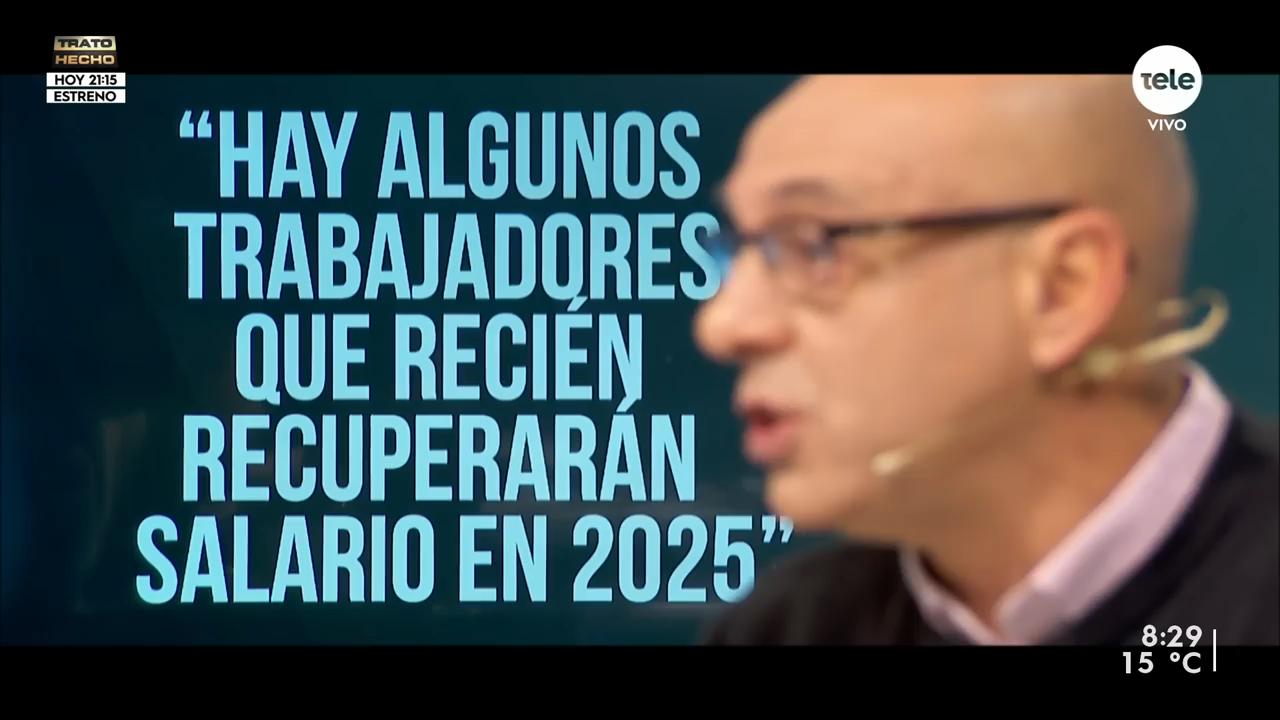 TRATO
HECHO
HOY 21:15
ESTRENO
tele
VIVO
“HAY ALGUNOS
TRABAJADORES
QUE RECIÉN
RECUPERARÁN
SALARIO EN 2025”
8:29
15 °C